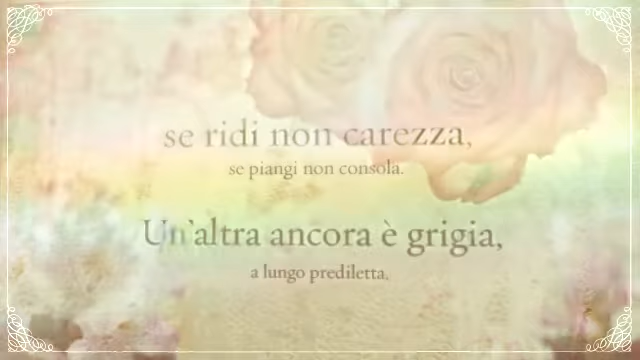 se ridi non carezza,
se piangi non consola.
Un'altra ancora è grigia,
a lungo prediletta.